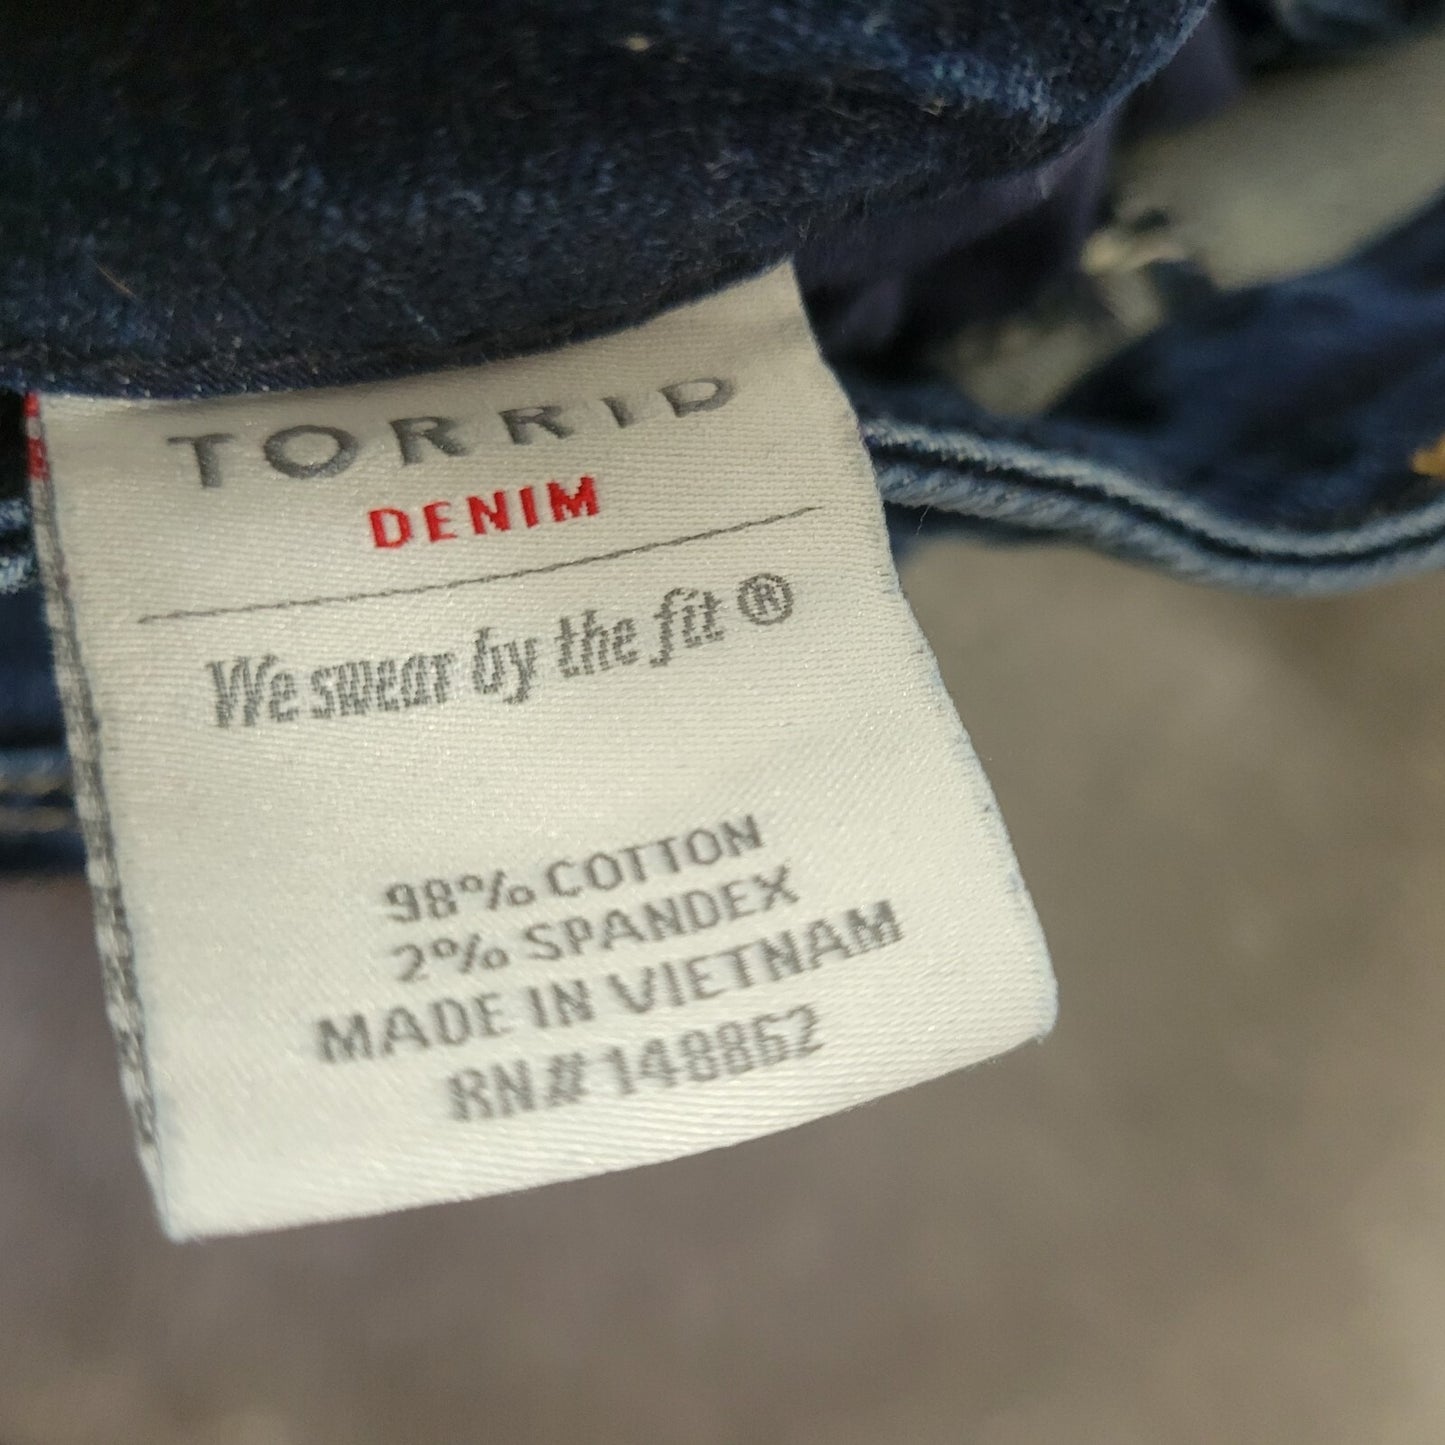 TORRID
DENIM
We swear by the fit ®
98% COTTON
2% SPANDEX
MADE IN VIETNAM
RN# 148862